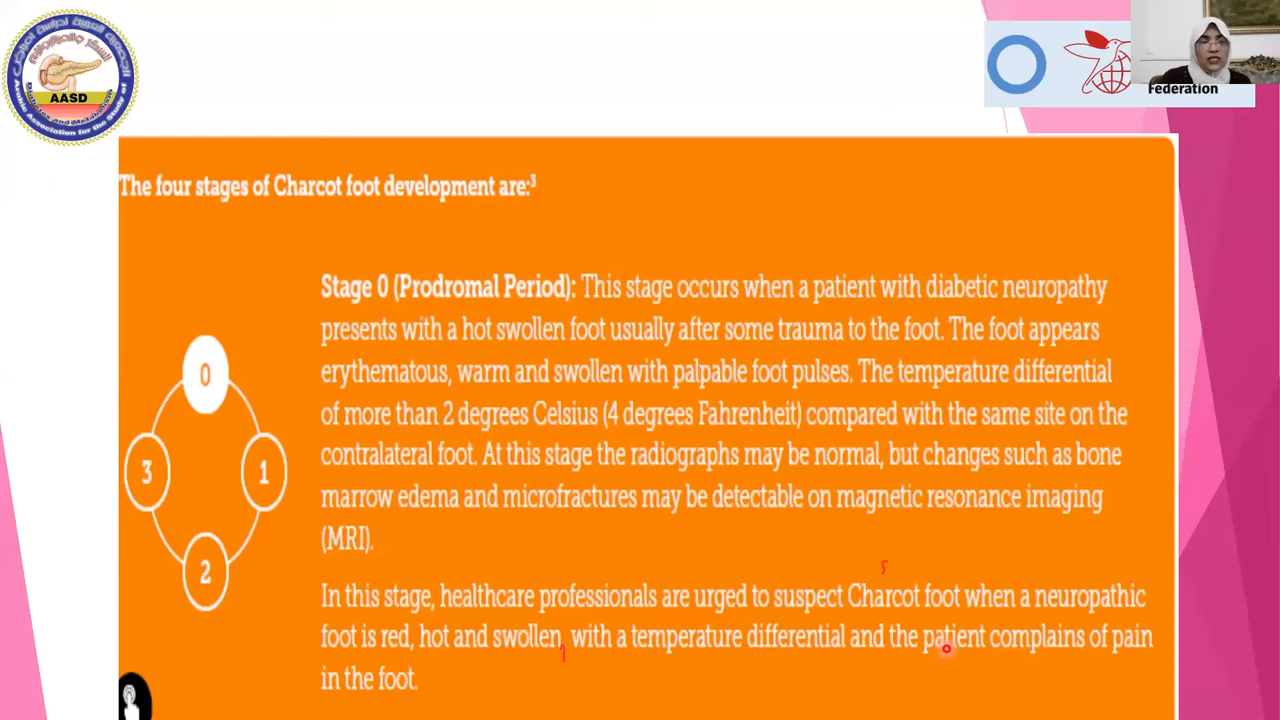 AASD
Federation
The four stages of Charcot foot development are:³
Stage 0 (Prodromal Period): This stage occurs when a patient with diabetic neuropathy
presents with a hot swollen foot usually after some trauma to the foot. The foot appears
erythematous, warm and swollen with palpable foot pulses. The temperature differential
of more than 2 degrees Celsius (4 degrees Fahrenheit) compared with the same site on the
contralateral foot. At this stage the radiographs may be normal, but changes such as bone
marrow edema and microfractures may be detectable on magnetic resonance imaging
(MRI).
In this stage, healthcare professionals are urged to suspect Charcot foot when a neuropathic
foot is red, hot and swollen, with a temperature differential and the patient complains of pain
in the foot.
0
3
1
2